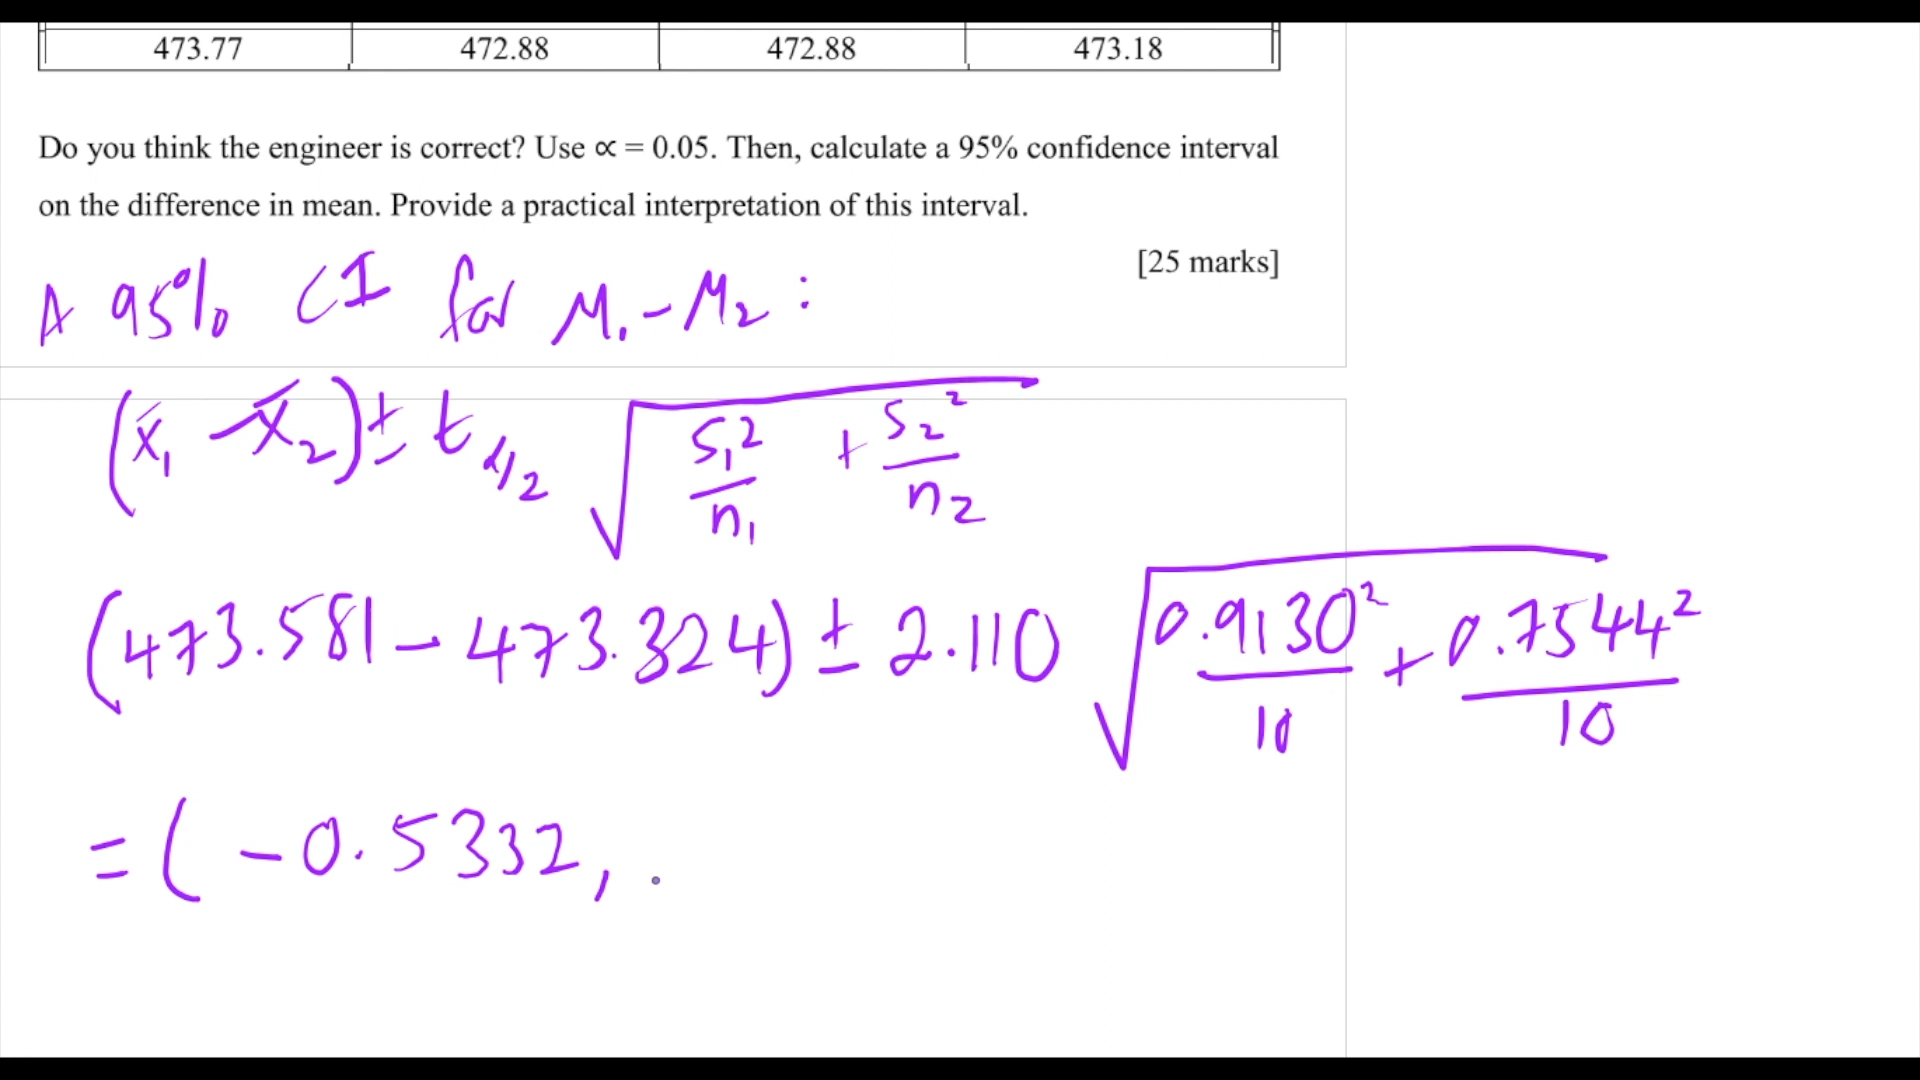 473.77 472.88 472.88 473.18
Do you think the engineer is correct? Use ∝ = 0.05. Then, calculate a 95% confidence interval
on the difference in mean. Provide a practical interpretation of this interval.
[25 marks]
A 95% CI for μ₁ - μ₂ :
(x̄₁ - x̄₂) ± t α/2 √(s₁²/n₁ + s₂²/n₂)
(473.581 - 473.324) ± 2.110 √(0.9130²/10 + 0.7544²/10)
= ( -0.5332,